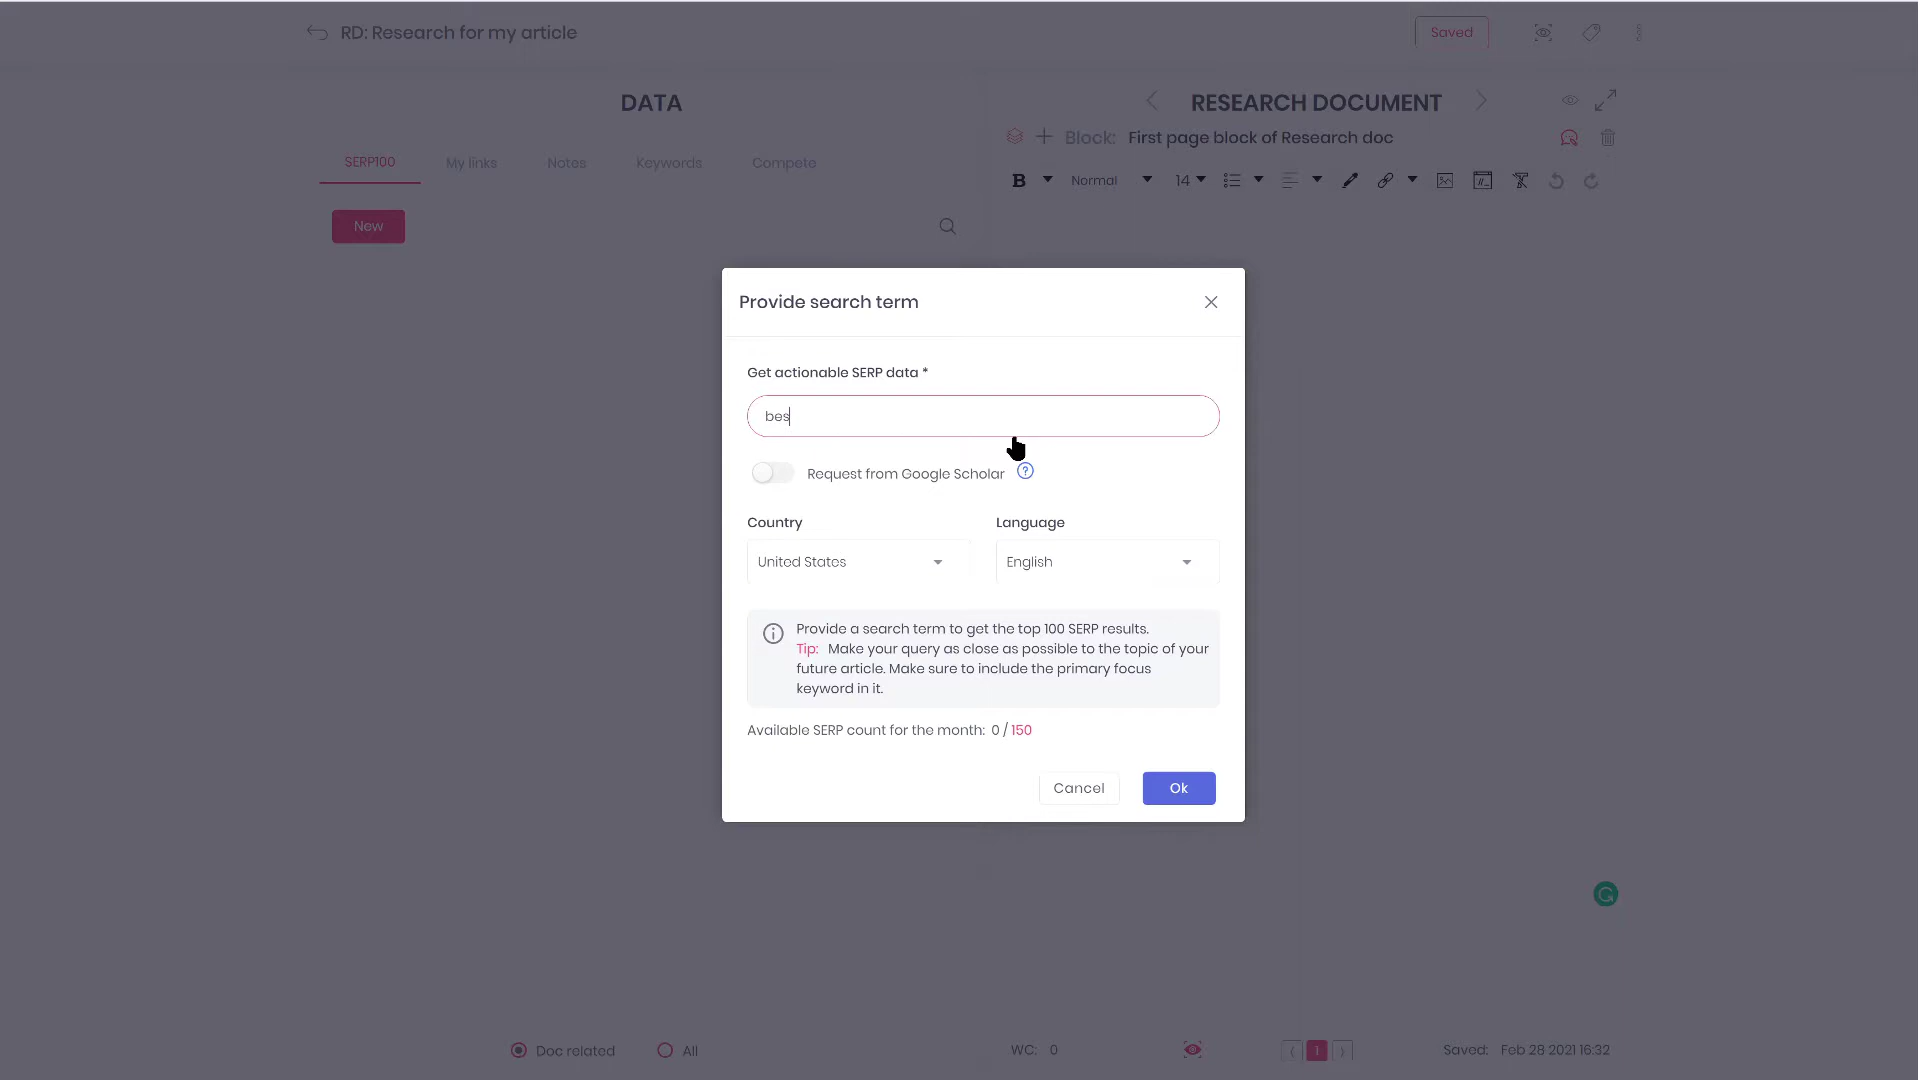 RD: Research for my article
Saved
DATA
RESEARCH DOCUMENT
Block: First page block of Research doc
SERP100 My links Notes Keywords Compete
B Normal 14
New
Provide search term
Get actionable SERP data *
bes
Request from Google Scholar ?
Country Language
United States English
Provide a search term to get the top 100 SERP results.
Tip: Make your query as close as possible to the topic of your
future article. Make sure to include the primary focus
keyword in it.
Available SERP count for the month: 0 / 150
Cancel Ok
Doc related All WC: 0 1 Saved: Feb 28 2021 16:32